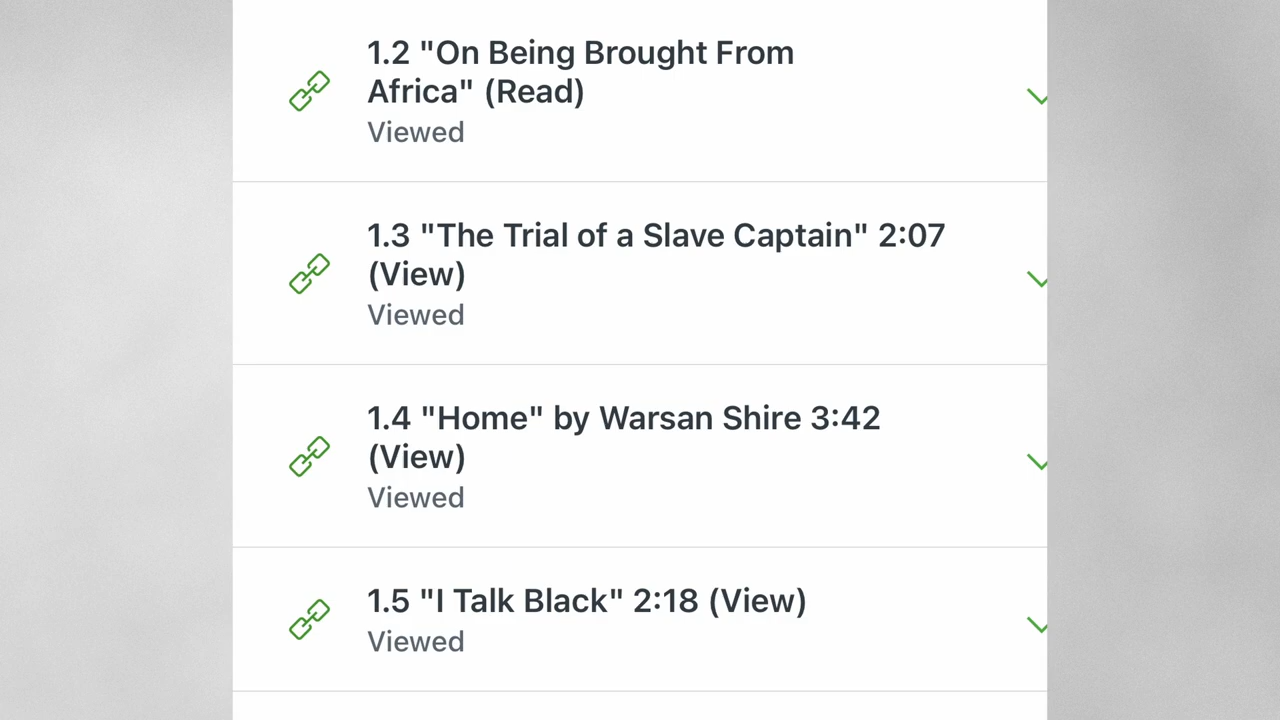 1.2 "On Being Brought From
Africa" (Read)
Viewed
1.3 "The Trial of a Slave Captain" 2:07
(View)
Viewed
1.4 "Home" by Warsan Shire 3:42
(View)
Viewed
1.5 "I Talk Black" 2:18 (View)
Viewed